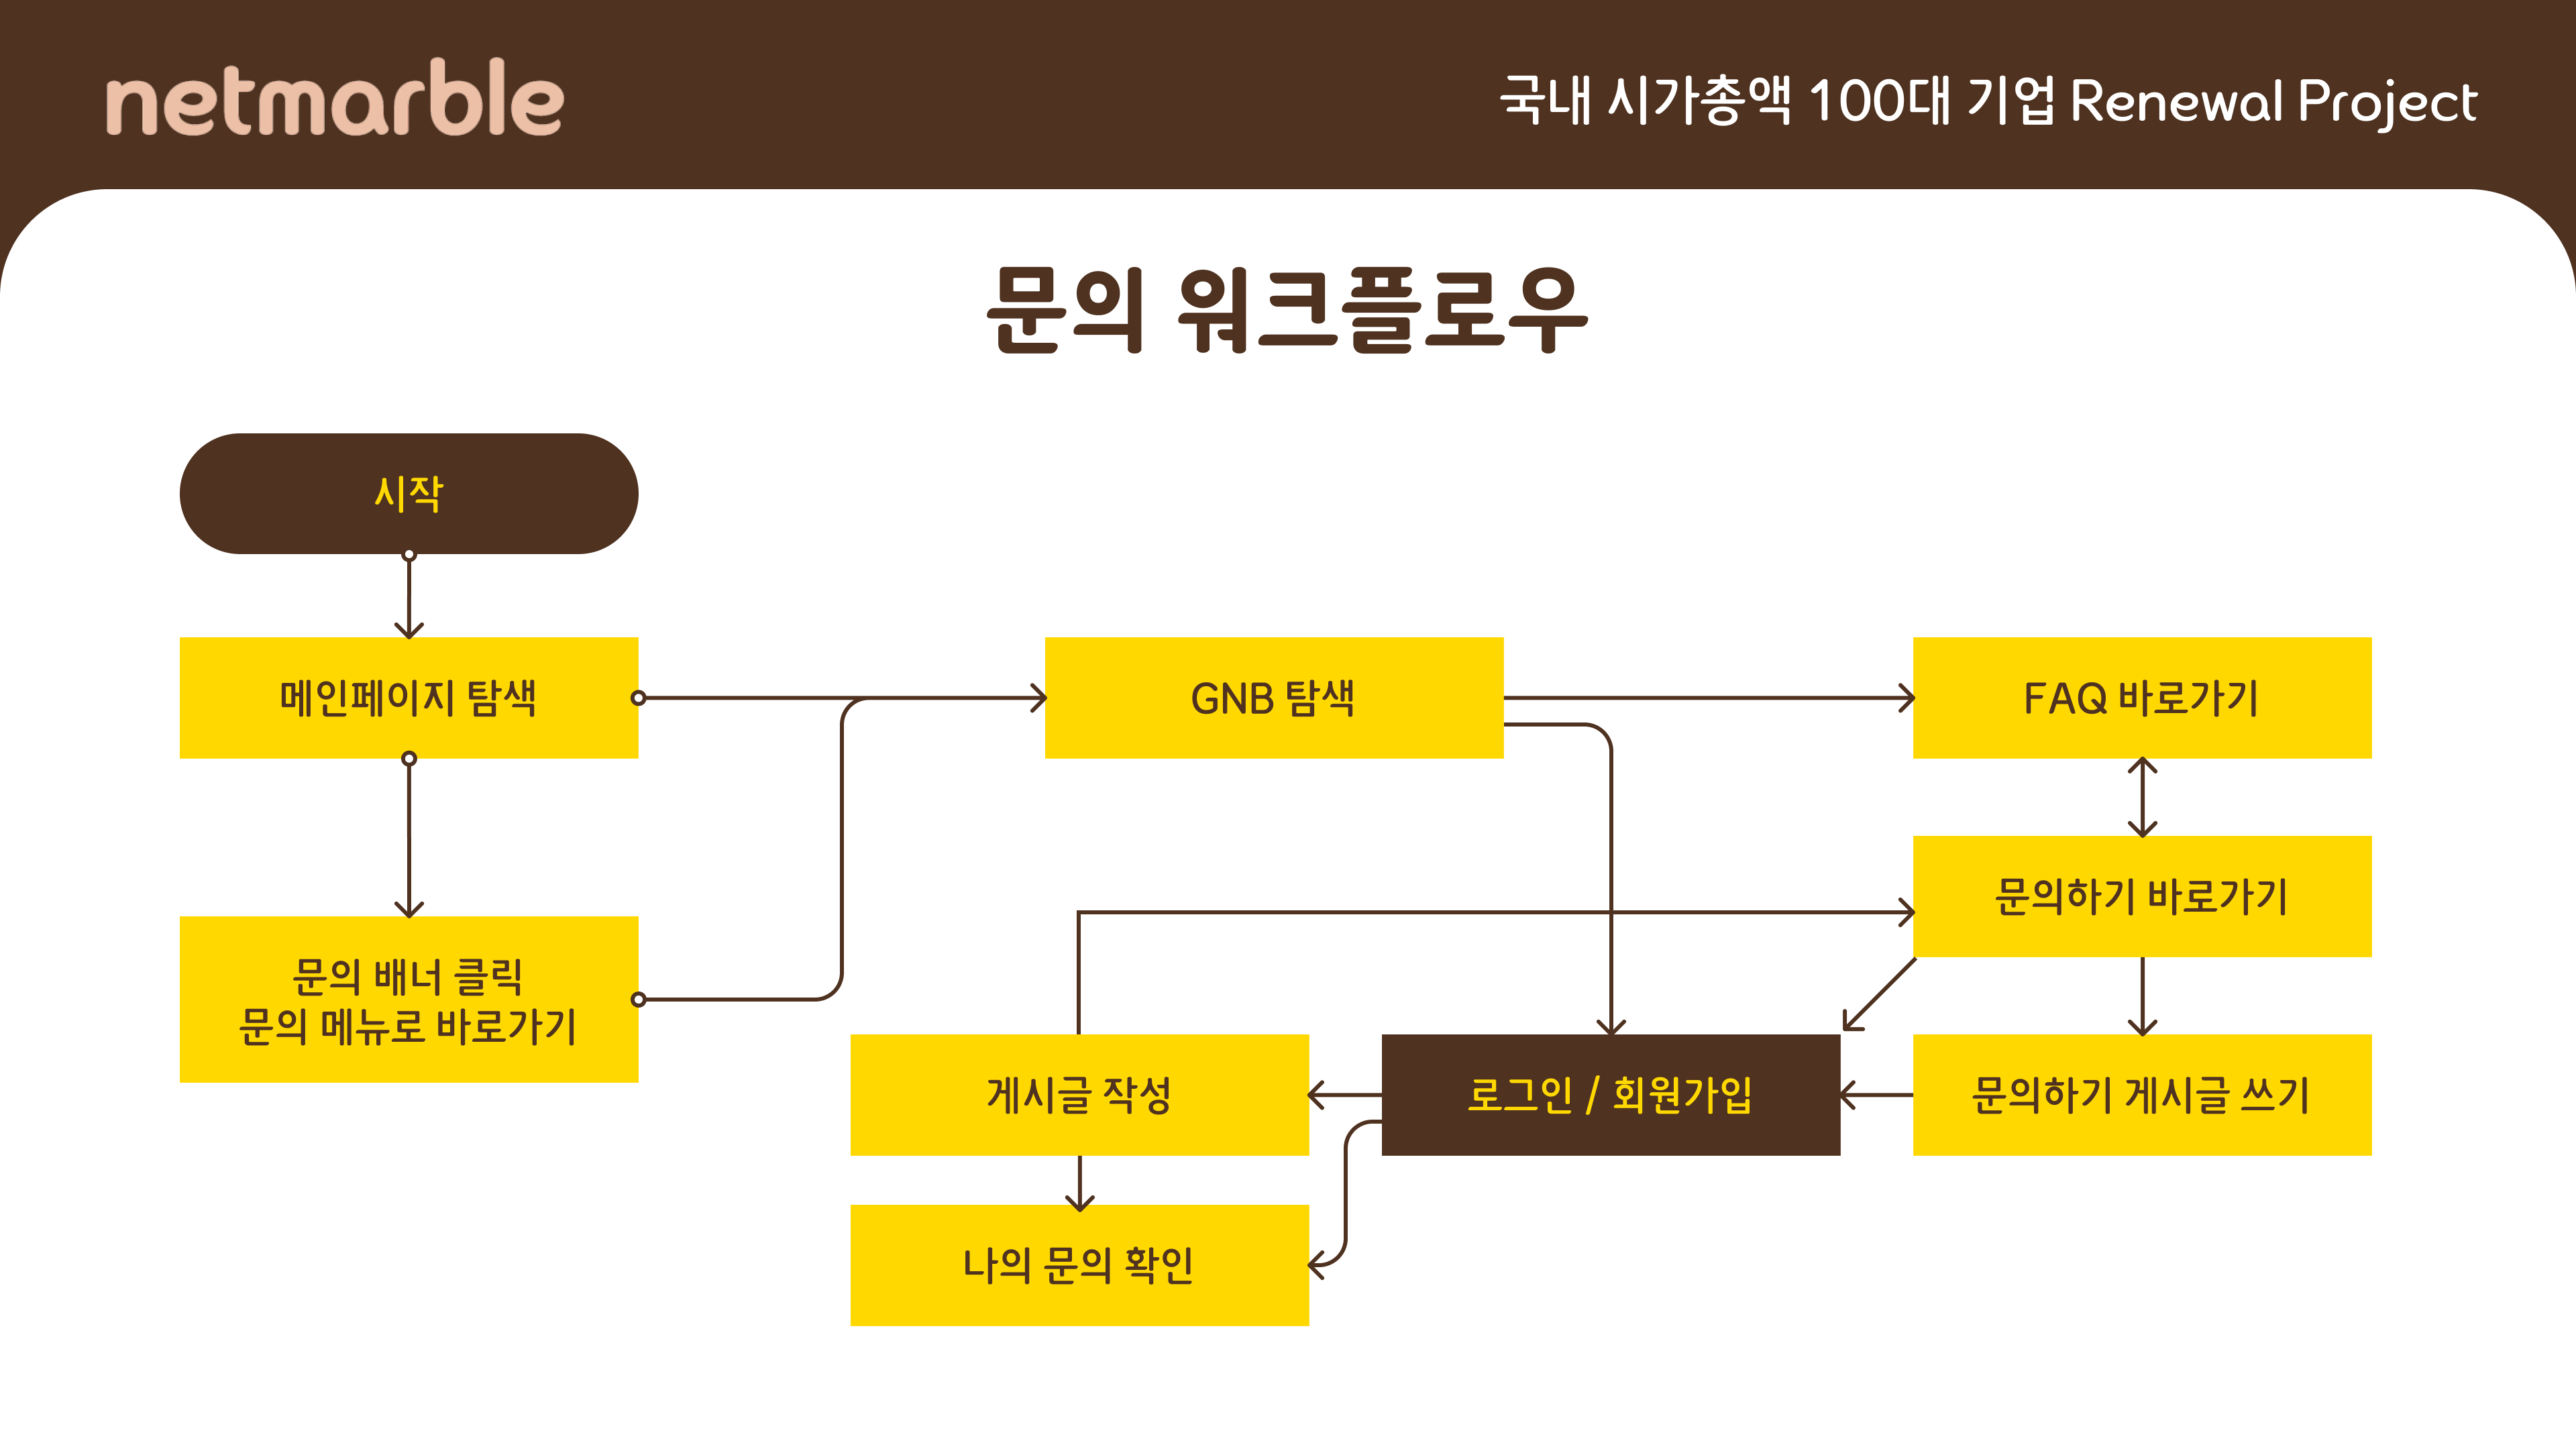 netmarble
국내 시가총액 100대 기업 Renewal Project
문의 워크플로우
시작
메인페이지 탐색
GNB 탐색
FAQ 바로가기
문의하기 바로가기
문의 배너 클릭
문의 메뉴로 바로가기
게시글 작성
로그인 / 회원가입
문의하기 게시글 쓰기
나의 문의 확인